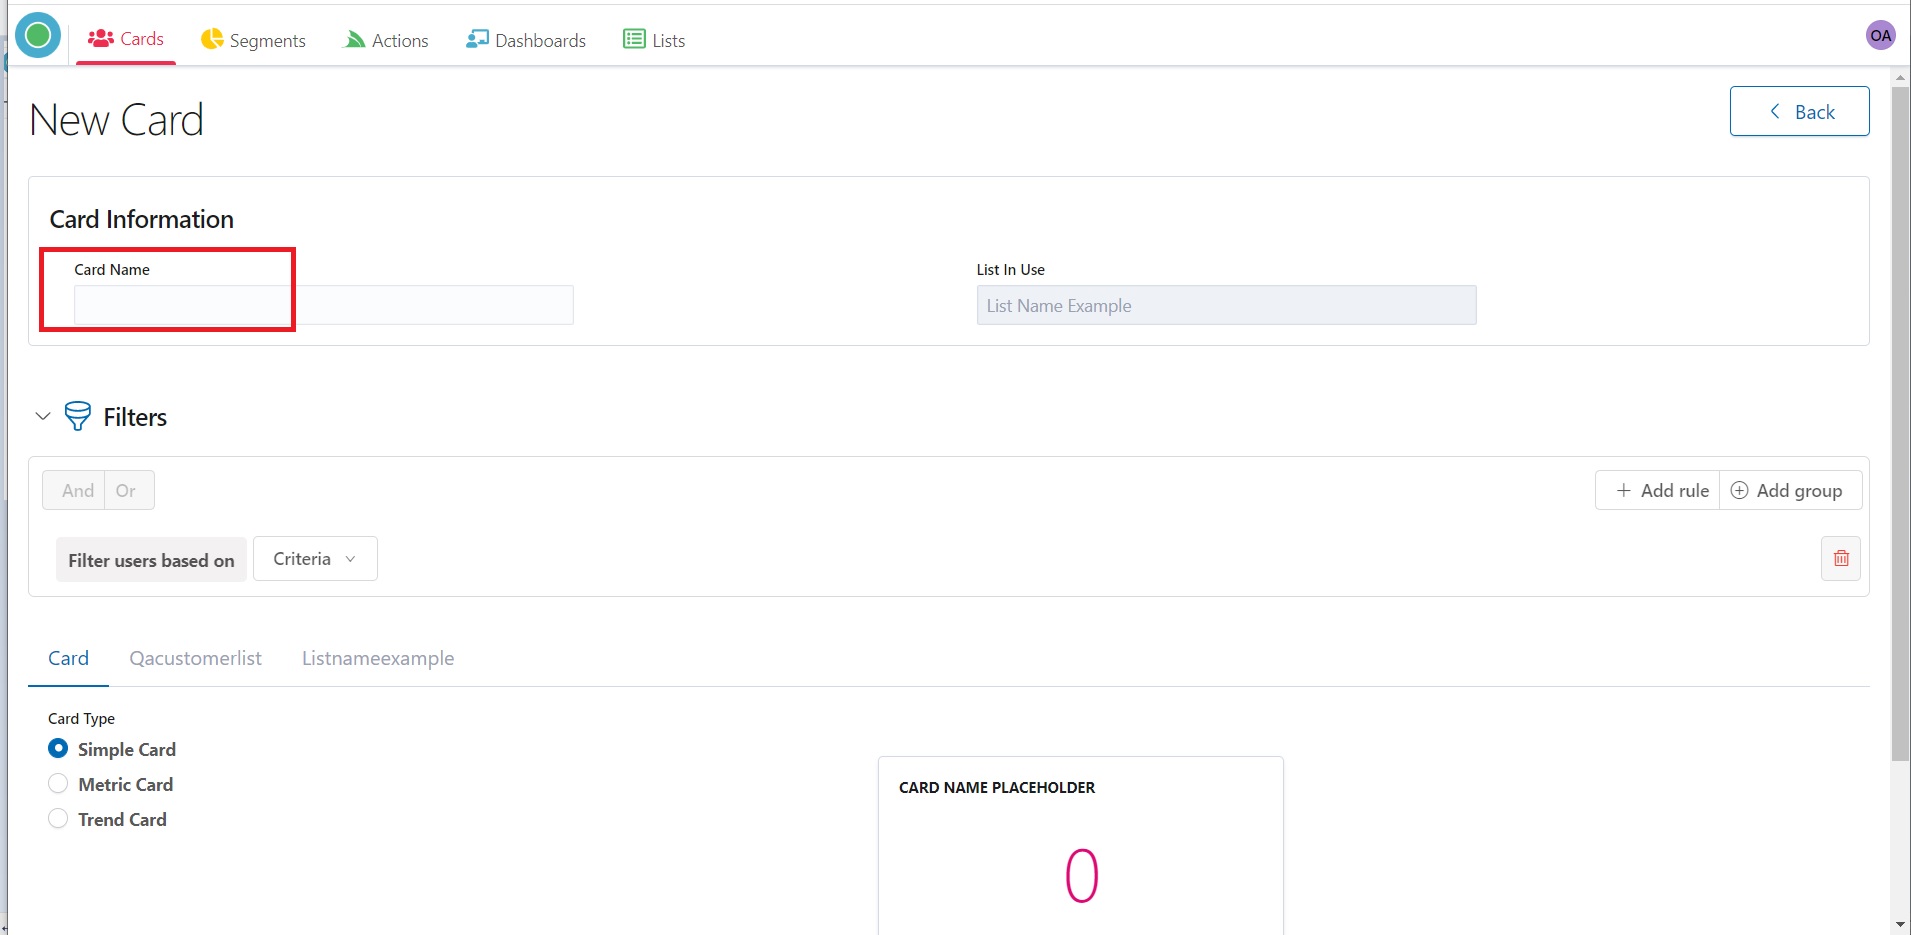 Cards Segments Actions Dashboards Lists OA
New Card
Back
Card Information
Card Name
List In Use
List Name Example
Filters
And Or
Add rule Add group
Filter users based on Criteria
Card Qacustomerlist Listnameexample
Card Type
Simple Card
Metric Card
Trend Card
CARD NAME PLACEHOLDER
0